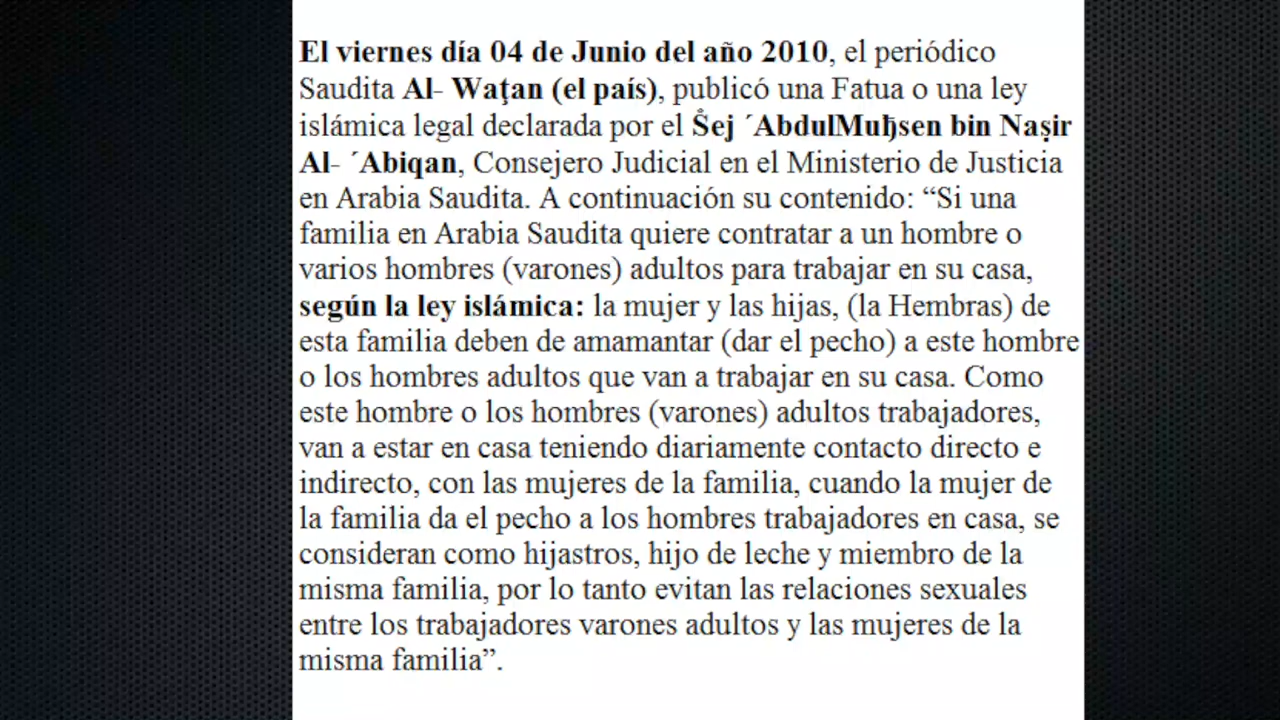 El viernes día 04 de Junio del año 2010, el periódico
Saudita Al- Waţan (el país), publicó una Fatua o una ley
islámica legal declarada por el Šej ´AbdulMuђsen bin Naṣir
Al- ´Abiqan, Consejero Judicial en el Ministerio de Justicia
en Arabia Saudita. A continuación su contenido: “Si una
familia en Arabia Saudita quiere contratar a un hombre o
varios hombres (varones) adultos para trabajar en su casa,
según la ley islámica: la mujer y las hijas, (la Hembras) de
esta familia deben de amamantar (dar el pecho) a este hombre
o los hombres adultos que van a trabajar en su casa. Como
este hombre o los hombres (varones) adultos trabajadores,
van a estar en casa teniendo diariamente contacto directo e
indirecto, con las mujeres de la familia, cuando la mujer de
la familia da el pecho a los hombres trabajadores en casa, se
consideran como hijastros, hijo de leche y miembro de la
misma familia, por lo tanto evitan las relaciones sexuales
entre los trabajadores varones adultos y las mujeres de la
misma familia”.